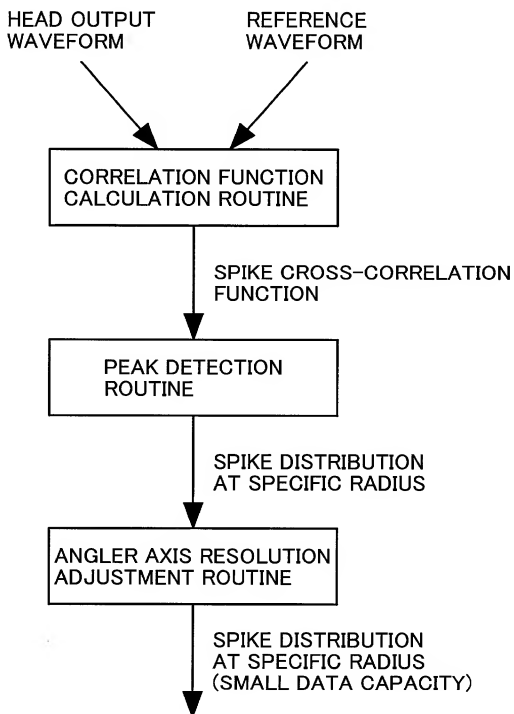 HEAD OUTPUT
WAVEFORM
REFERENCE
WAVEFORM
CORRELATION FUNCTION
CALCULATION ROUTINE
SPIKE CROSS-CORRELATION
FUNCTION
PEAK DETECTION
ROUTINE
SPIKE DISTRIBUTION
AT SPECIFIC RADIUS
ANGLER AXIS RESOLUTION
ADJUSTMENT ROUTINE
SPIKE DISTRIBUTION
AT SPECIFIC RADIUS
(SMALL DATA CAPACITY)